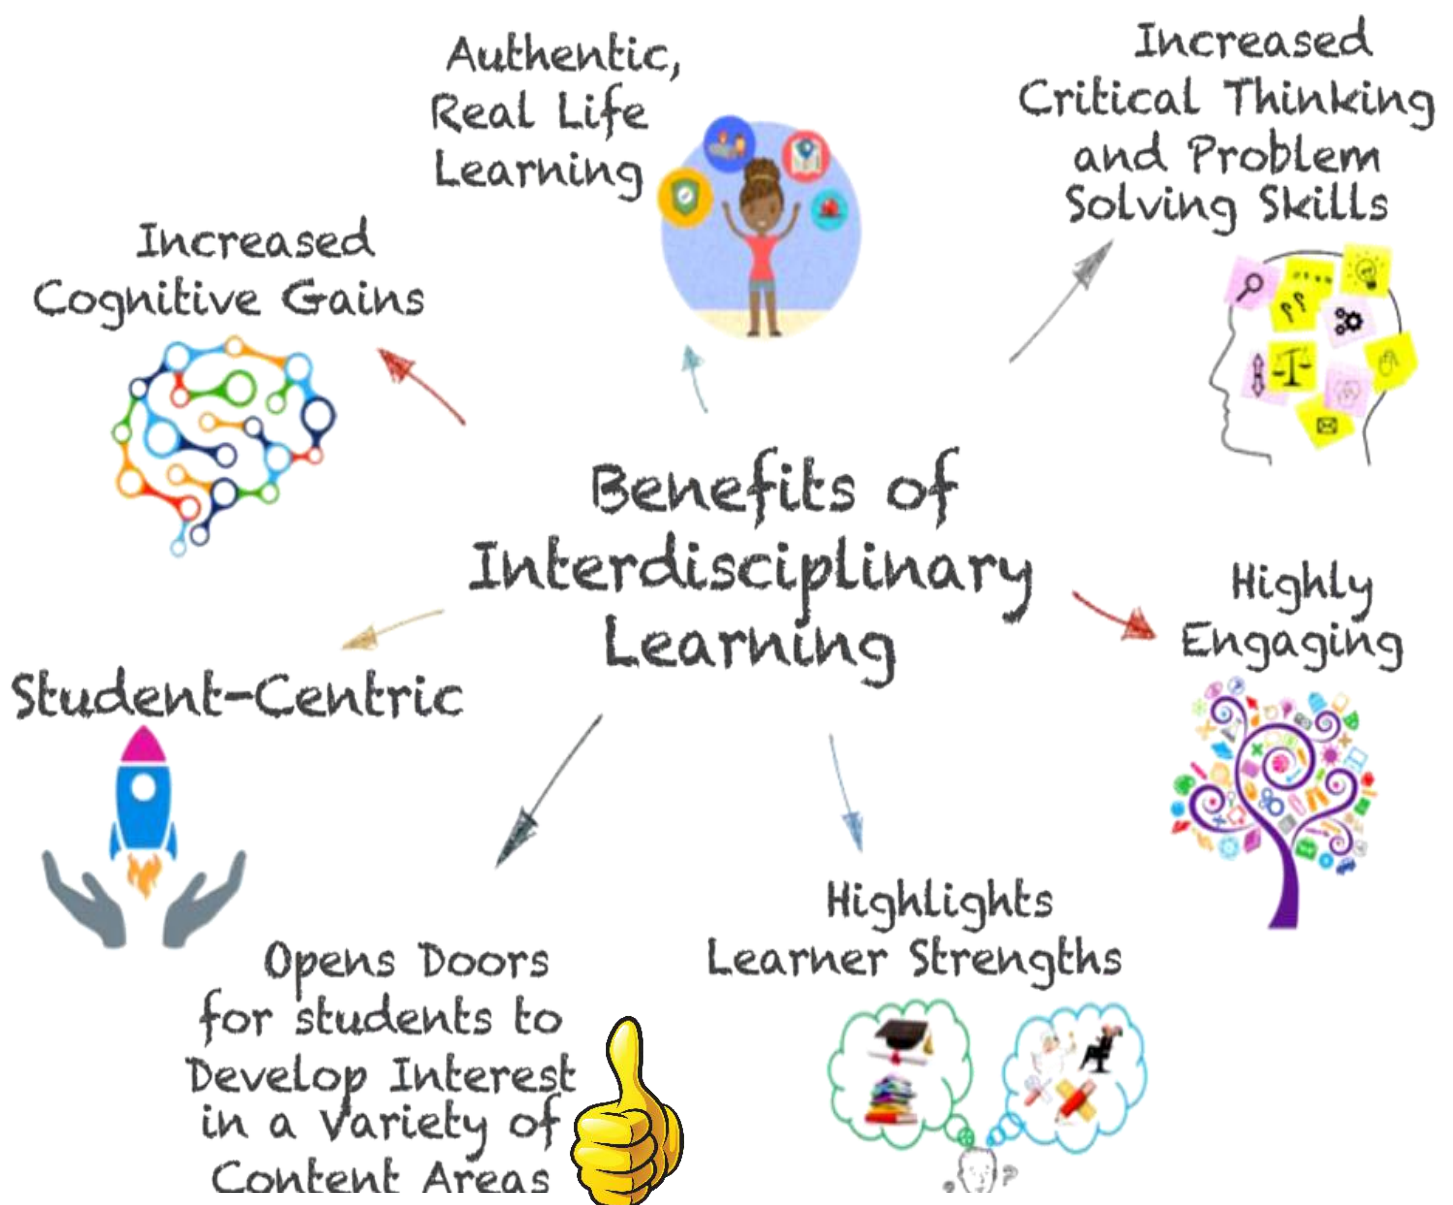 Authentic,
Real Life
Learning
Increased
Critical Thinking
and Problem
Solving Skills
Increased
Cognitive Gains
Benefits of
Interdisciplinary
Learning
Highly
Engaging
Student-Centric
Highlights
Learner Strengths
Opens Doors
for students to
Develop Interest
in a Variety of
Content Areas